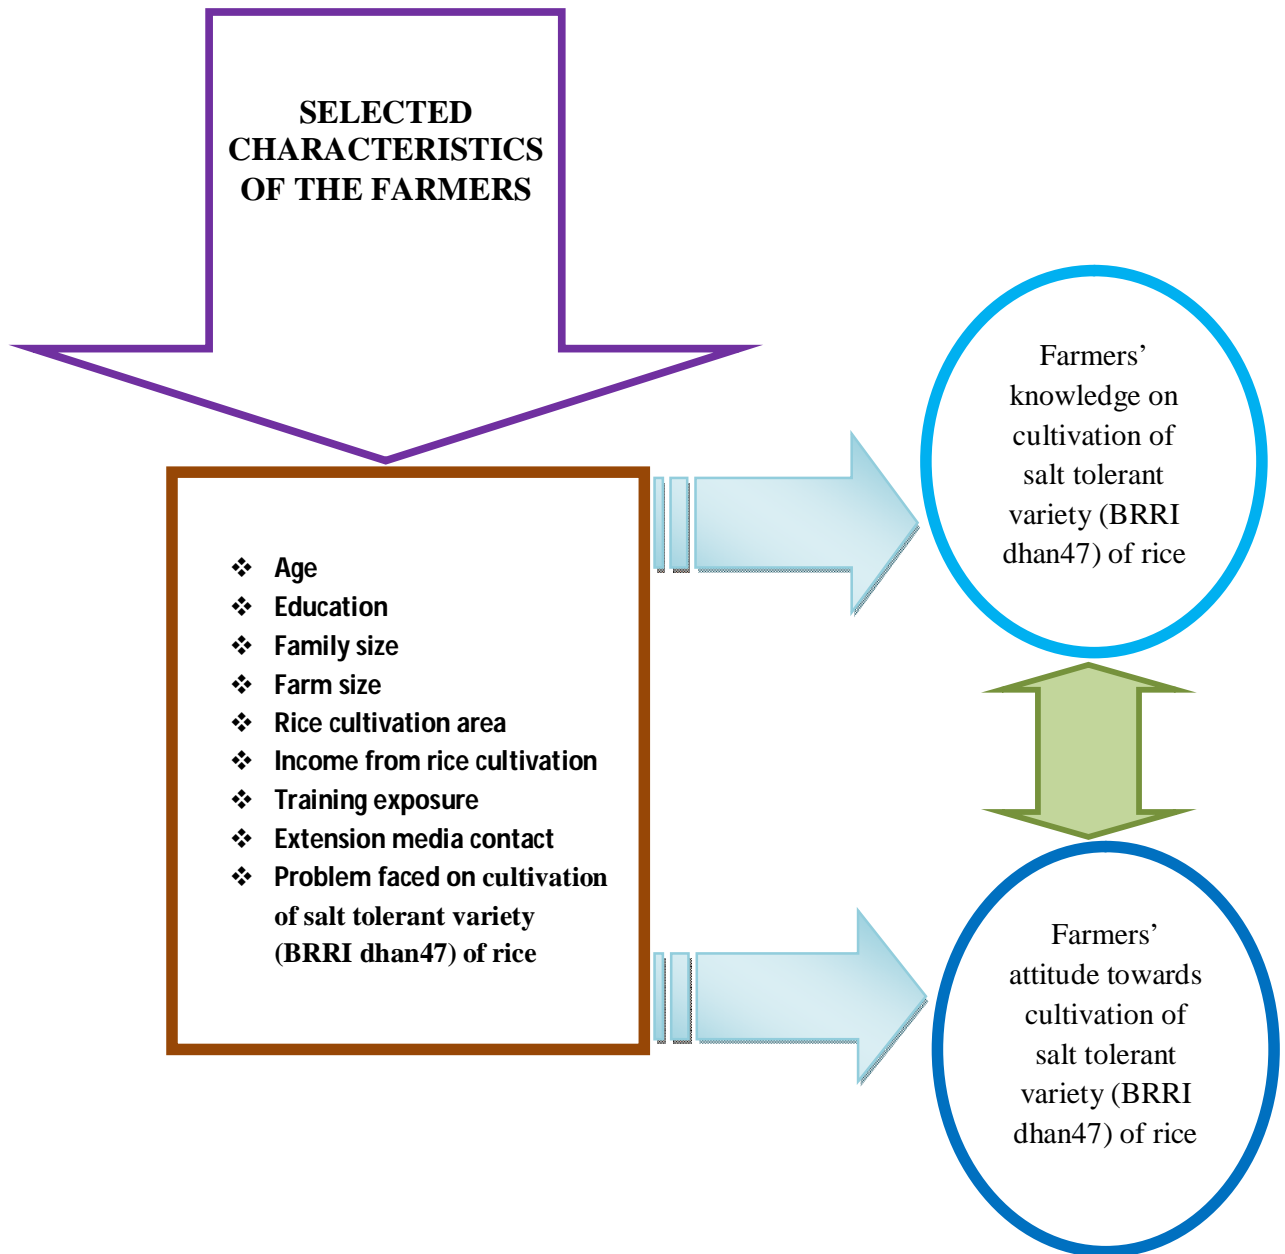 SELECTED
CHARACTERISTICS
OF THE FARMERS
❖ Age
❖ Education
❖ Family size
❖ Farm size
❖ Rice cultivation area
❖ Income from rice cultivation
❖ Training exposure
❖ Extension media contact
❖ Problem faced on cultivation
of salt tolerant variety
(BRRI dhan47) of rice
Farmers’
knowledge on
cultivation of
salt tolerant
variety (BRRI
dhan47) of rice
Farmers’
attitude towards
cultivation of
salt tolerant
variety (BRRI
dhan47) of rice